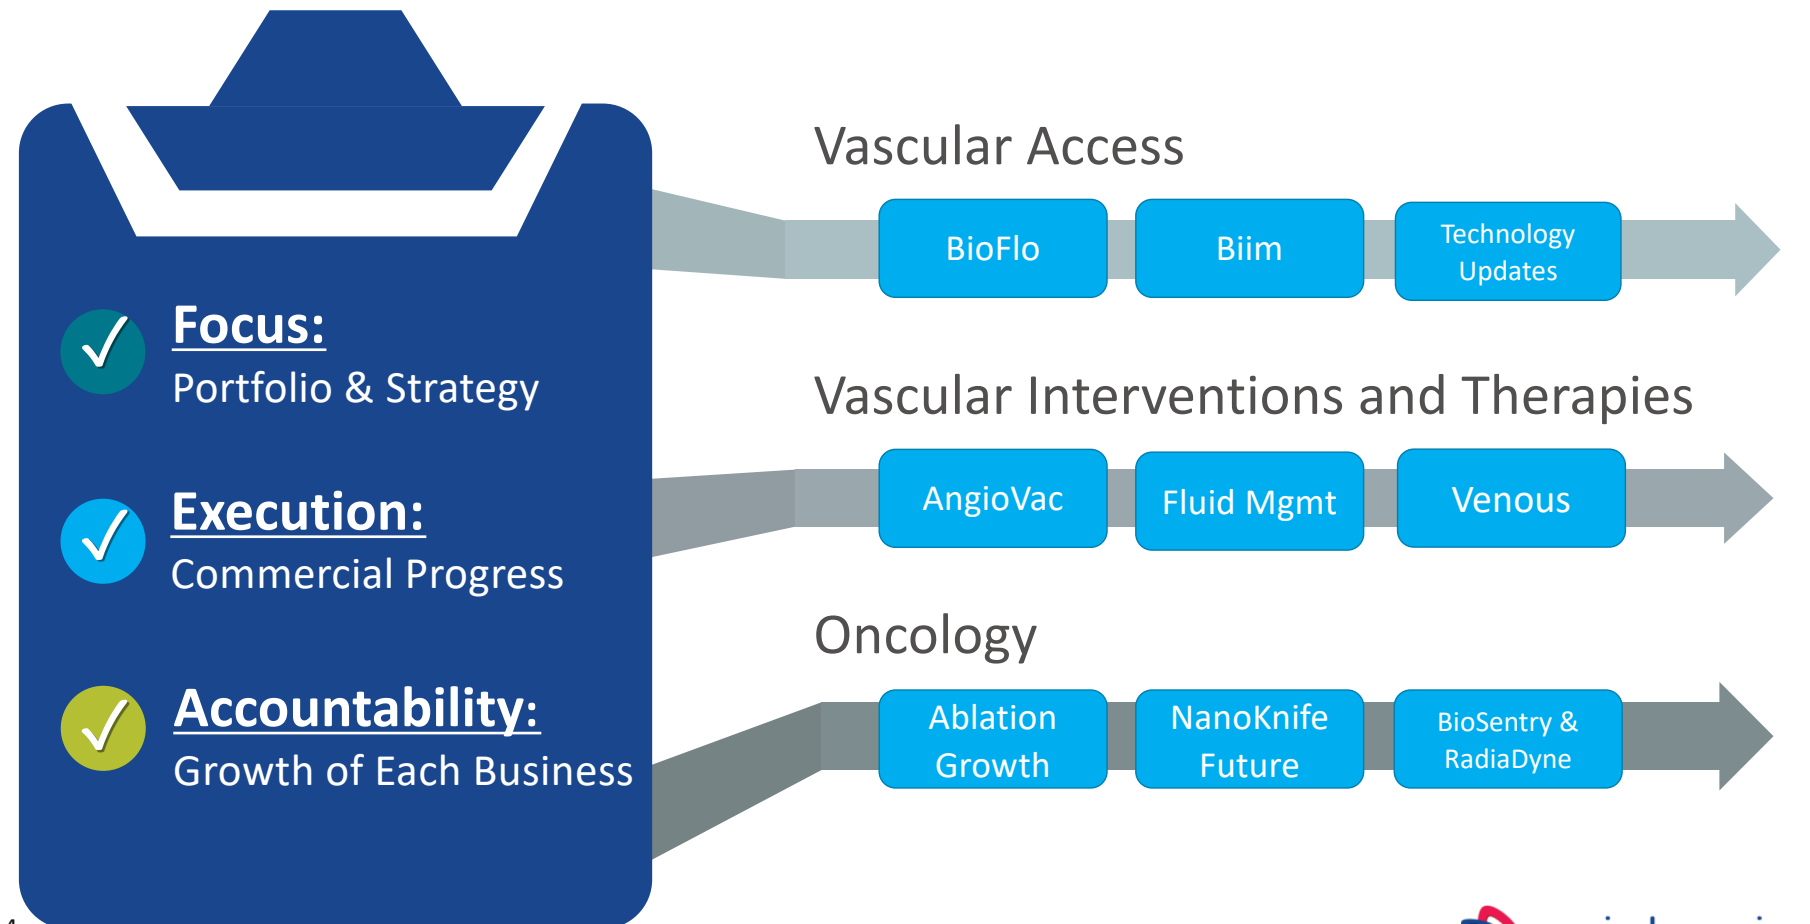 Focus:
Portfolio & Strategy
Execution:
Commercial Progress
Accountability:
Growth of Each Business
Vascular Access
BioFlo
Biim
Technology
Updates
Vascular Interventions and Therapies
AngioVac
Fluid Mgmt
Venous
Oncology
Ablation
Growth
NanoKnife
Future
BioSentry &
RadiaDyne